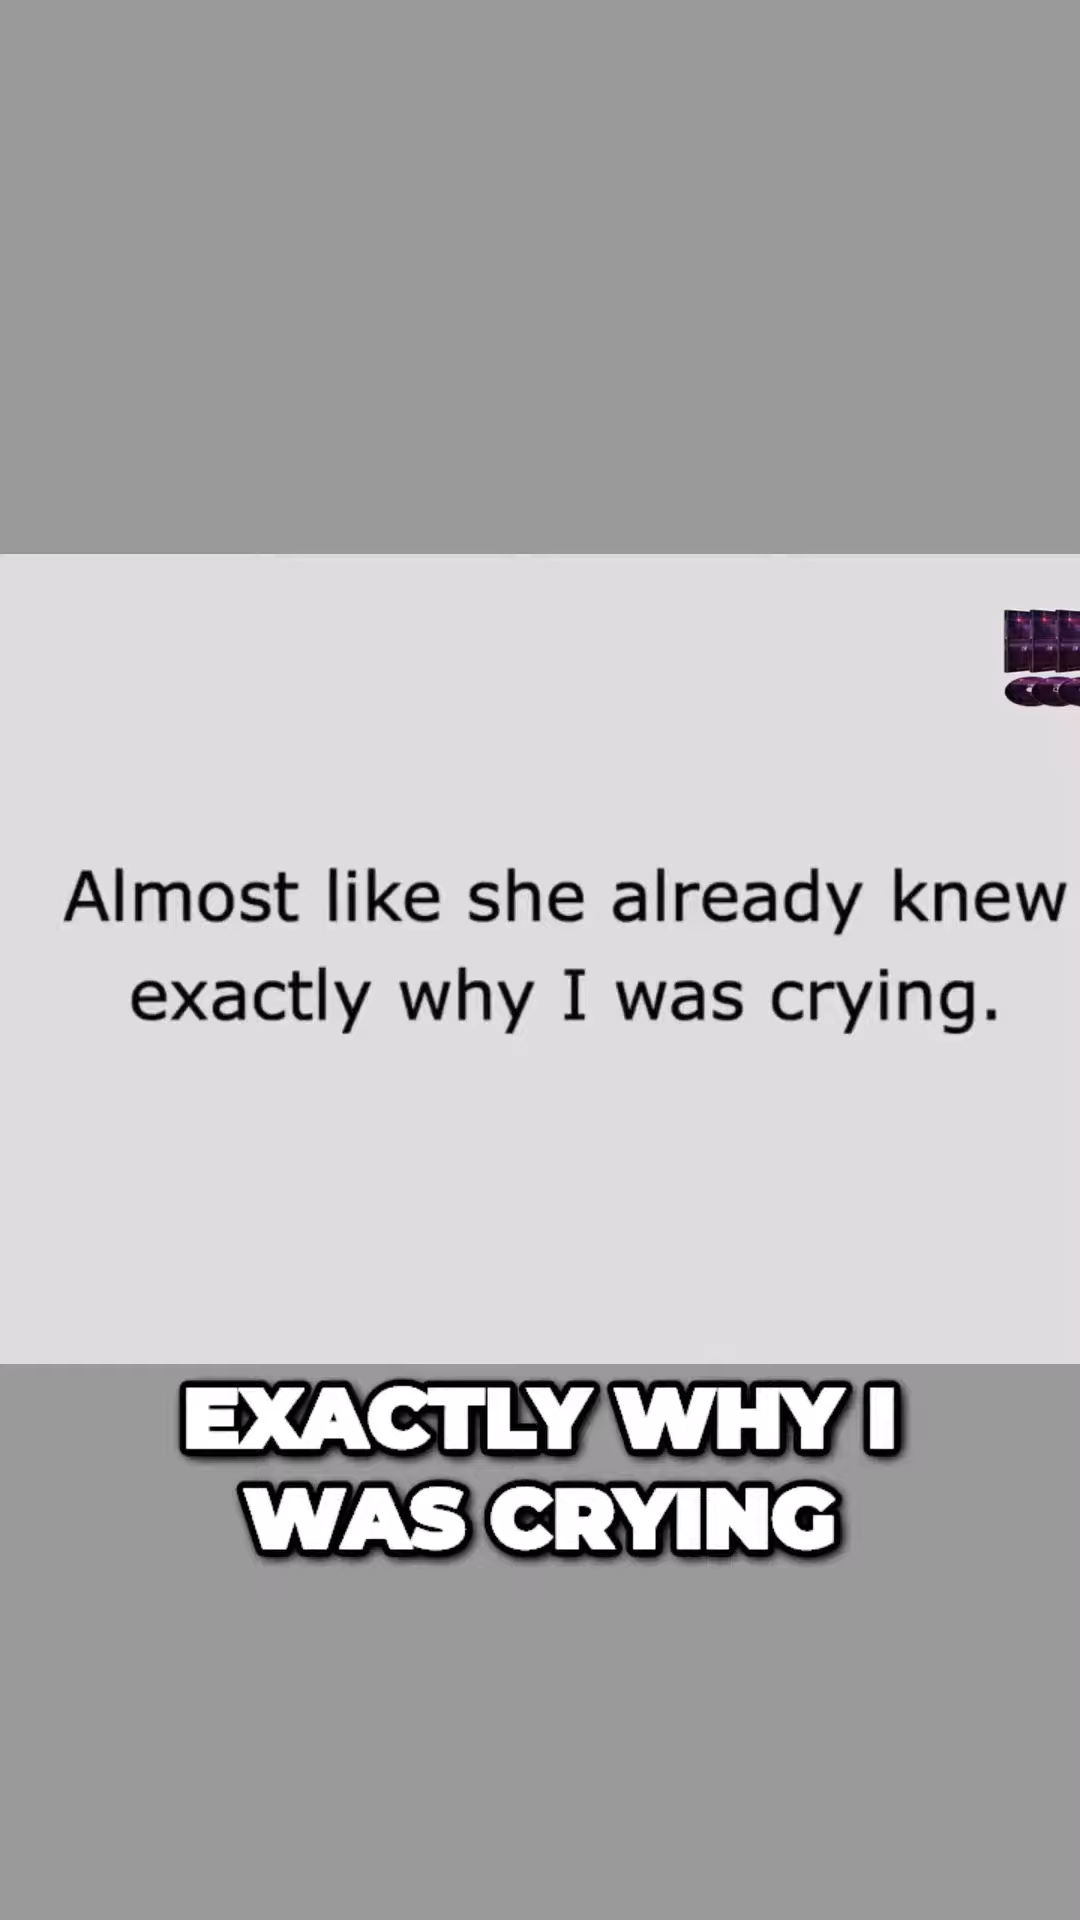 Almost like she already knew
exactly why I was crying.
EXACTLY WHY I
WAS CRYING